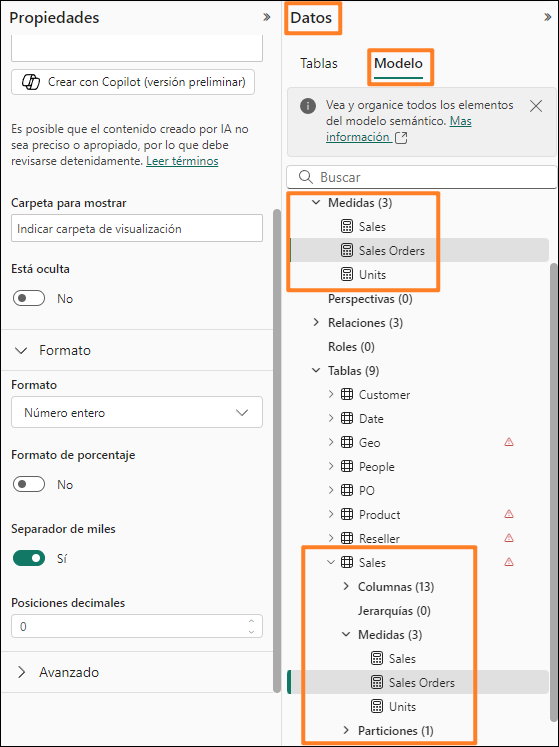 Propiedades
Crear con Copilot (versión preliminar)
Es posible que el contenido creado por IA no
sea preciso o apropiado, por lo que debe
revisarse detenidamente. Leer términos
Carpeta para mostrar
Indicar carpeta de visualización
Está oculta
No
Formato
Formato
Número entero
Formato de porcentaje
No
Separador de miles
Sí
Posiciones decimales
0
Avanzado
Datos
Tablas
Modelo
Vea y organice todos los elementos
del modelo semántico. Mas
información
Buscar
Medidas (3)
Sales
Sales Orders
Units
Perspectivas (0)
Relaciones (3)
Roles (0)
Tablas (9)
Customer
Date
Geo
People
PO
Product
Reseller
Sales
Columnas (13)
Jerarquías (0)
Medidas (3)
Sales
Sales Orders
Units
Particiones (1)